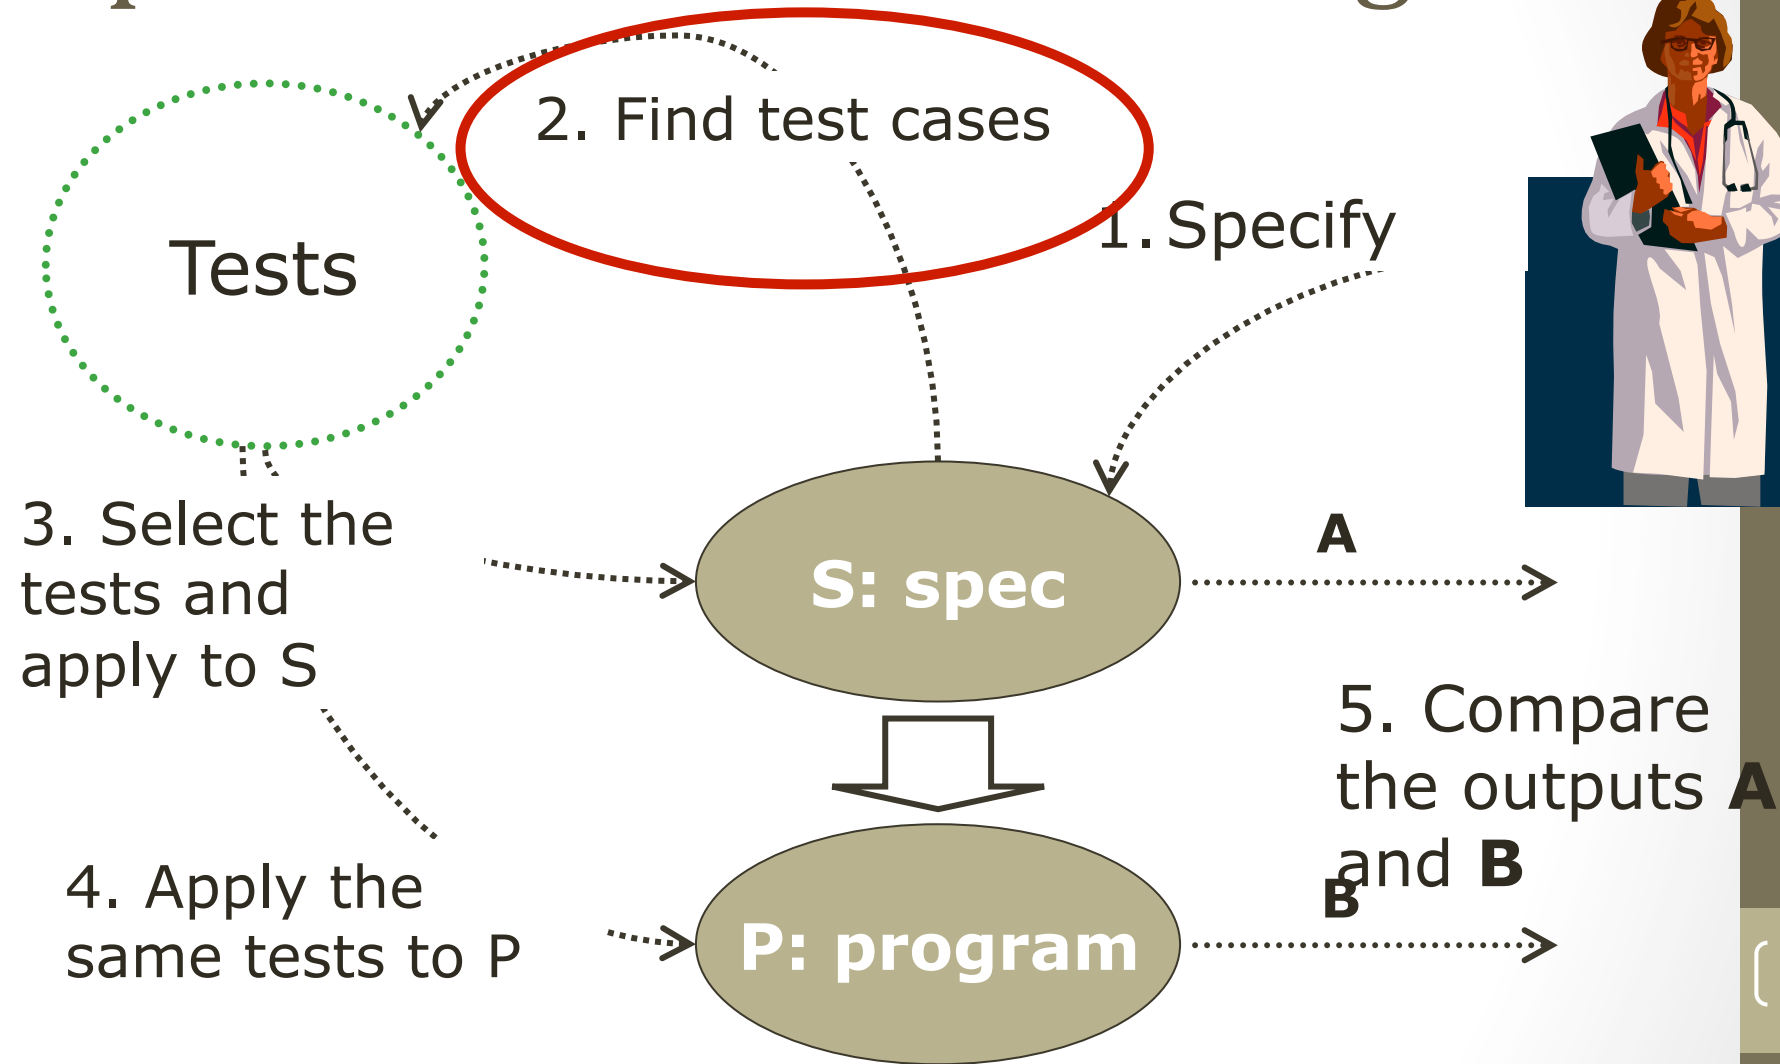 2. Find test cases
1. Specify
Tests
3. Select the
tests and
apply to S
A
S: spec
5. Compare
the outputs A
and B
B
4. Apply the
same tests to P
P: program